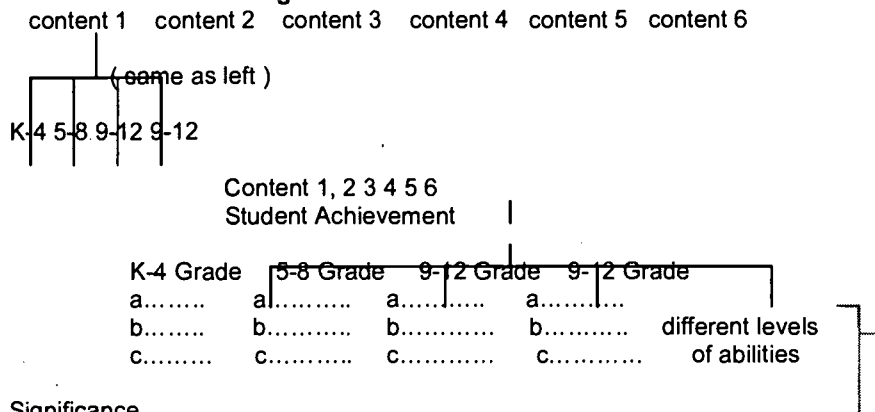 content 1 content 2 content 3 content 4 content 5 content 6
( same as left )
K-4 5-8 9-12 9-12
Content 1, 2 3 4 5 6
Student Achievement
K-4 Grade 5-8 Grade 9-12 Grade 9-12 Grade
a........ a........... a........... a...........
b........ b........... b............ b........... different levels
c......... c........... c............ c............ of abilities
Significance